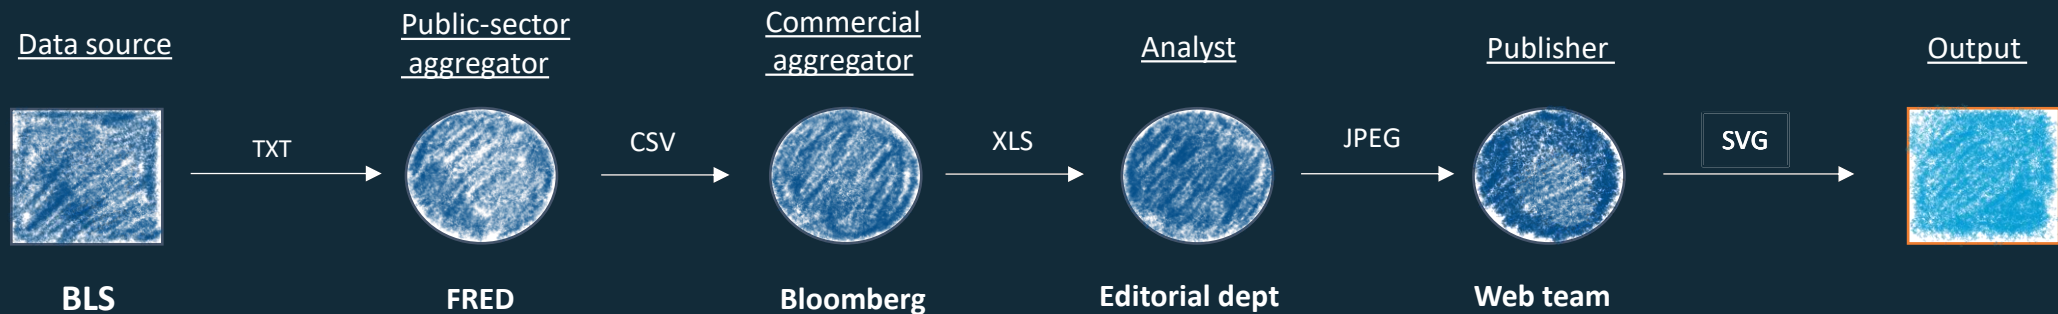 Data source
Public-sector
aggregator
Commercial
aggregator
Analyst
Publisher
Output
TXT
CSV
XLS
JPEG
SVG
BLS
FRED
Bloomberg
Editorial dept
Web team